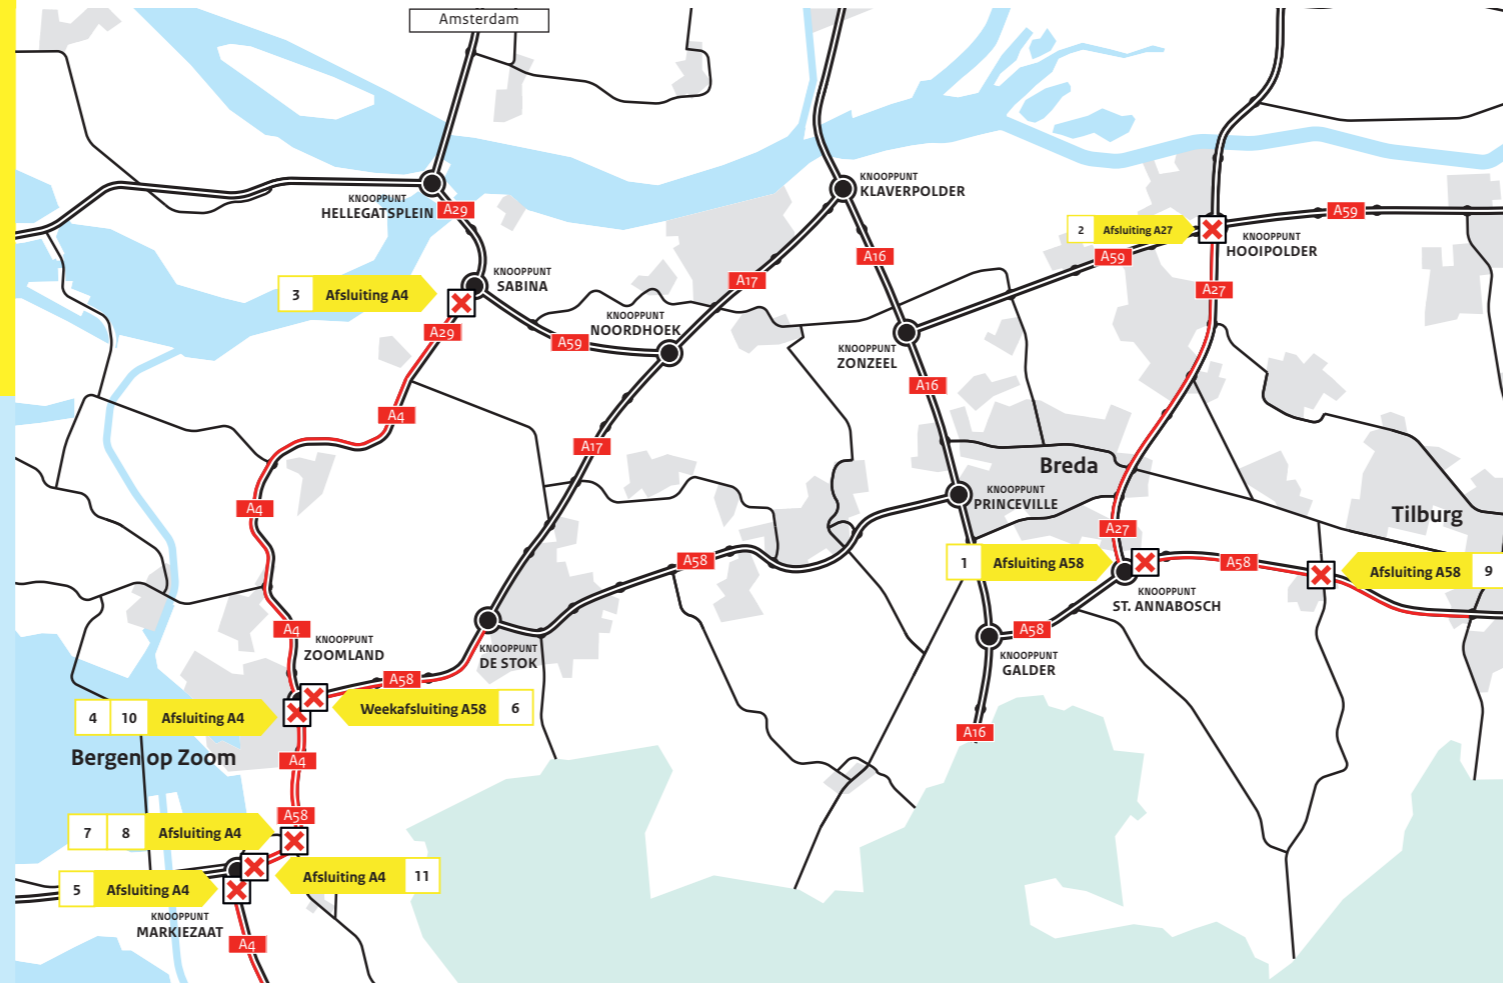 Amsterdam
KNOOPPUNT
KLAVERPOLDER
KNOOPPUNT
HELLEGATSPLEIN
A29
A59
2 Afsluiting A27
KNOOPPUNT
HOOIPOLDER
A16
A59
KNOOPPUNT
SABINA
A17
3 Afsluiting A4
A27
KNOOPPUNT
NOORDHOEK
A29
A59
KNOOPPUNT
ZONZEEL
A16
A4
A17
Breda
KNOOPPUNT
PRINCEVILLE
A4
Tilburg
A27
A58
1 Afsluiting A58
A58
Afsluiting A58 9
KNOOPPUNT
ST. ANNABOSCH
A4
A58
KNOOPPUNT
ZOOMLAND
KNOOPPUNT
DE STOK
KNOOPPUNT
GALDER
A58
4 10 Afsluiting A4
Weekafsluiting A58 6
A16
Bergen op Zoom
A4
A58
7 8 Afsluiting A4
Afsluiting A4 11
5 Afsluiting A4
KNOOPPUNT
MARKIEZAAT
A4